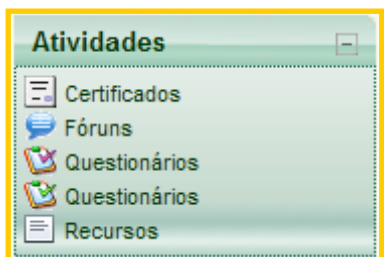 Atividades
Certificados
Fóruns
Questionários
Questionários
Recursos